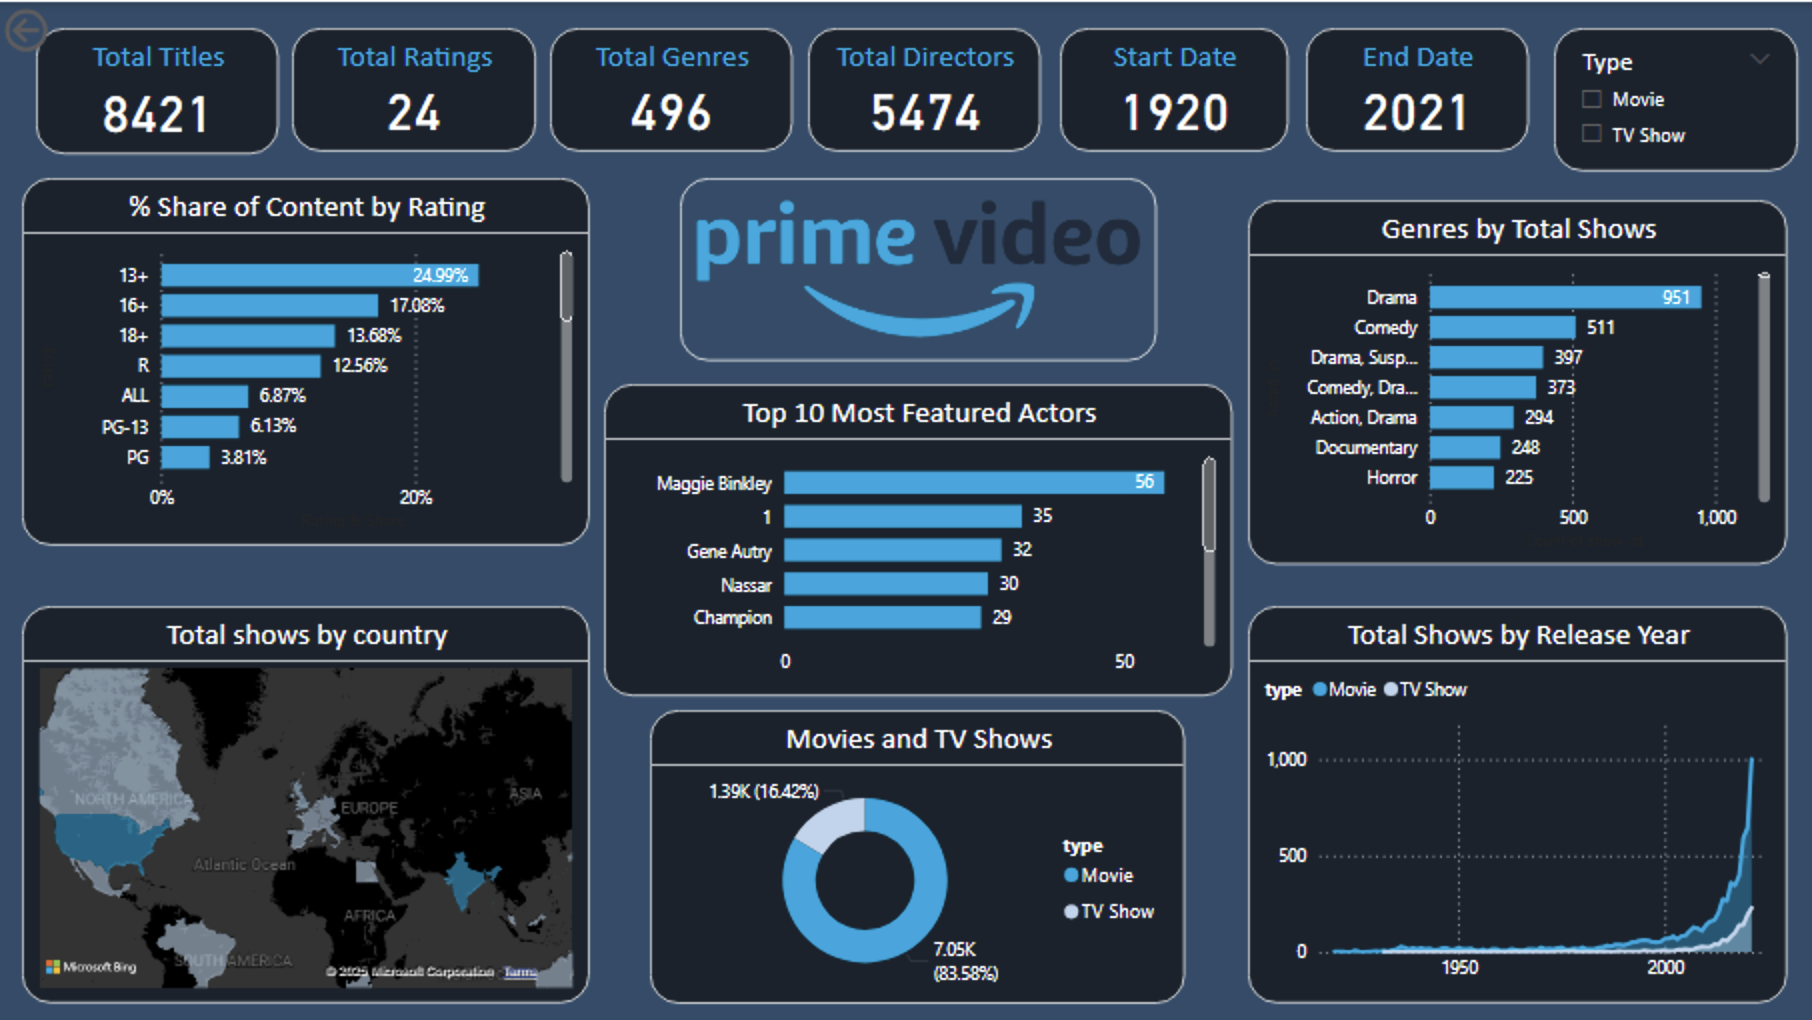 Total Titles
8421
Total Ratings
24
Total Genres
496
Total Directors
5474
Start Date
1920
End Date
2021
Type
Movie
TV Show
% Share of Content by Rating
13+ 24.99%
16+ 17.08%
18+ 13.68%
R 12.56%
ALL 6.87%
PG-13 6.13%
PG 3.81%
0% 20%
prime video
Genres by Total Shows
Drama 951
Comedy 511
Drama, Susp... 397
Comedy, Dra... 373
Action, Drama 294
Documentary 248
Horror 225
0 500 1,000
Top 10 Most Featured Actors
Maggie Binkley 56
1 35
Gene Autry 32
Nassar 30
Champion 29
0 50
Total shows by country
NORTH AMERICA
EUROPE
ASIA
Atlantic Ocean
AFRICA
SOUTH AMERICA
Microsoft Bing
© 2025 Microsoft Corporation Terms
Movies and TV Shows
1.39K (16.42%)
7.05K
(83.58%)
type
Movie
TV Show
Total Shows by Release Year
type Movie TV Show
1,000
500
0
1950 2000